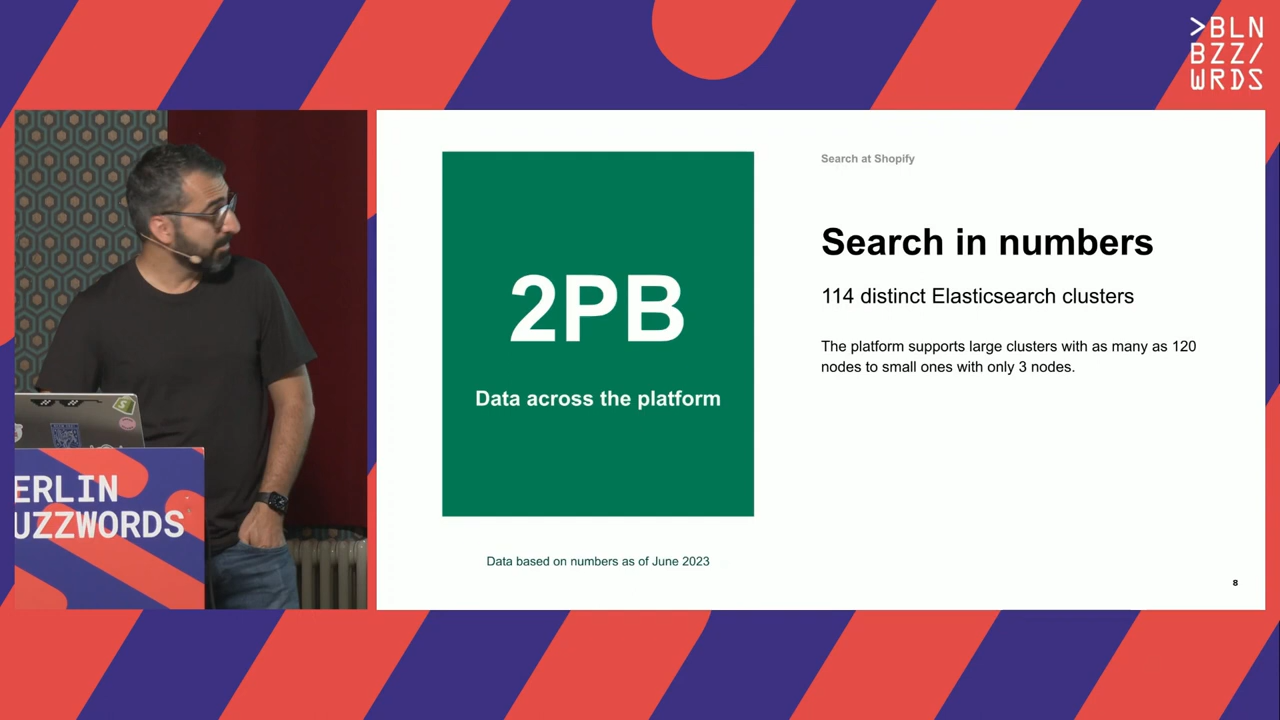 >BLN
BZZ/
WRDS
ERLIN
UZZWORDS
2PB
Data across the platform
Data based on numbers as of June 2023
Search at Shopify
Search in numbers
114 distinct Elasticsearch clusters
The platform supports large clusters with as many as 120
nodes to small ones with only 3 nodes.
8